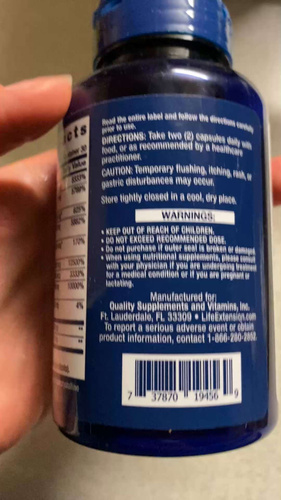 Read the entire label and follow the directions carefully
prior to use.
DIRECTIONS: Take two (2) capsules daily with
food, or as recommended by a healthcare
practitioner.
CAUTION: Temporary flushing, itching, rash, or
gastric disturbances may occur.
Store tightly closed in a cool, dry place.
WARNINGS:
• KEEP OUT OF REACH OF CHILDREN.
• DO NOT EXCEED RECOMMENDED DOSE.
• Do not purchase if outer seal is broken or damaged.
• When using nutritional supplements, please consult
with your physician if you are undergoing treatment
for a medical condition or if you are pregnant or
lactating.
Manufactured for:
Quality Supplements and Vitamins, Inc.
Ft. Lauderdale, FL 33309 • LifeExtension.com
To report a serious adverse event or obtain
product information, contact 1-866-280-2852.
7 37870 19456 9
cts
Value
170%
4%
**
**